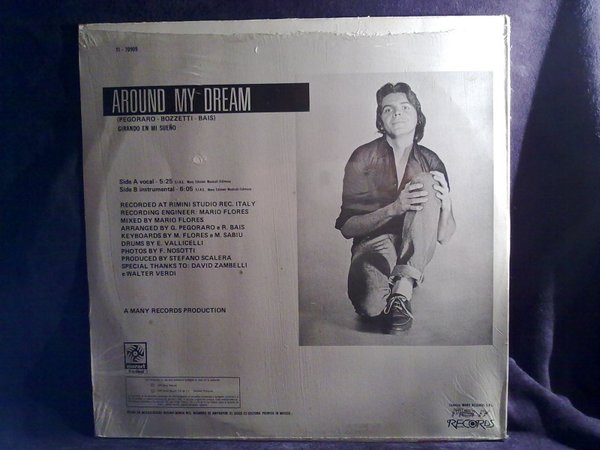 AROUND MY DREAM
(PEGORARO - BOZZETTI - BAIS)
GIRANDO EN MI SUEÑO
Side A vocal - 5:25
Side B instrumental - 6:05
RECORDED AT RIMINI STUDIO REC. ITALY
RECORDING ENGINEER: MARIO FLORES
MIXED BY MARIO FLORES
ARRANGED BY G. PEGORARO e R. BAIS
KEYBOARDS BY M. FLORES e M. SABIU
DRUMS BY E. VALLICELLI
PHOTOS BY F. NOSOTTI
PRODUCED BY STEFANO SCALERA
SPECIAL THANKS TO: DAVID ZAMBELLI
e WALTER VERDI
A MANY RECORDS PRODUCTION
musart
MANY
RECORDS